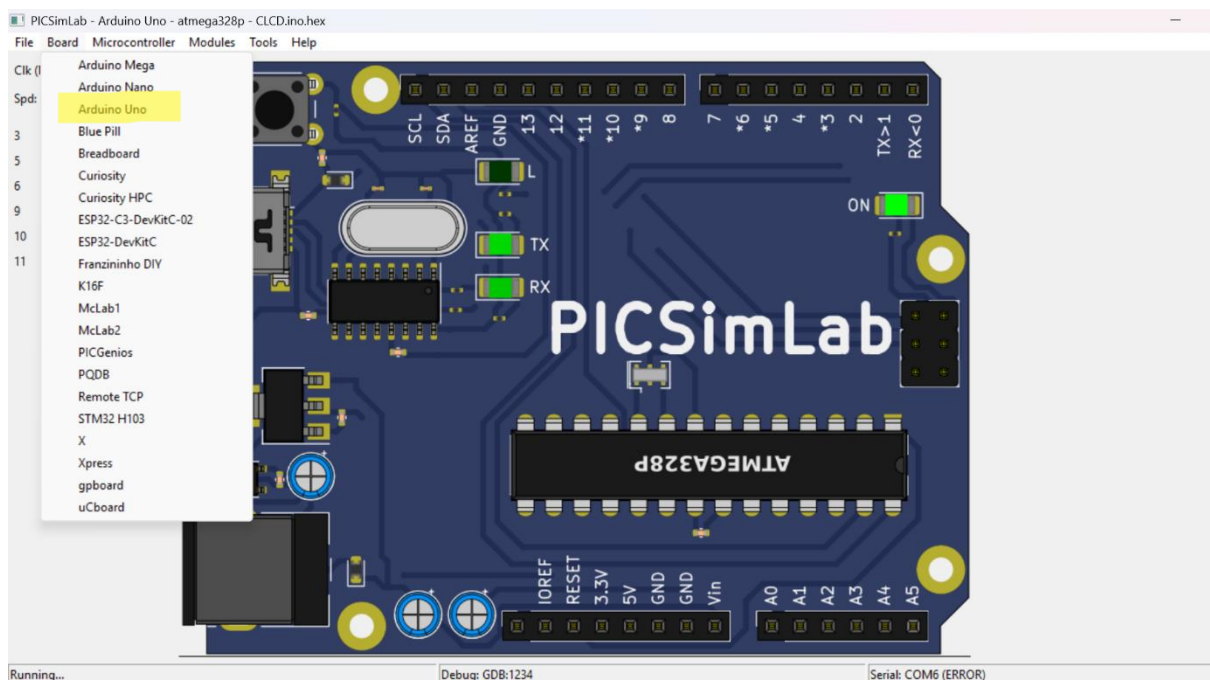 PICSimLab - Arduino Uno - atmega328p - CLCD.ino.hex
File Board Microcontroller Modules Tools Help
Clk (
Spd:
3
5
6
9
10
11
Arduino Mega
Arduino Nano
Arduino Uno
Blue Pill
Breadboard
Curiosity
Curiosity HPC
ESP32-C3-DevKitC-02
ESP32-DevKitC
Franzininho DIY
K16F
McLab1
McLab2
PICGenios
PQDB
Remote TCP
STM32 H103
X
Xpress
gpboard
uCboard
SCL SDA AREF GND 13 12 *11 *10 *9 8 7 *6 *5 4 *3 2 TX>1 RX<0
L
ON
TX
RX
PICSimLab
ATMEGA328P
IOREF RESET 3.3V 5V GND GND Vin A0 A1 A2 A3 A4 A5
Running... Debug: GDB:1234 Serial: COM6 (ERROR)